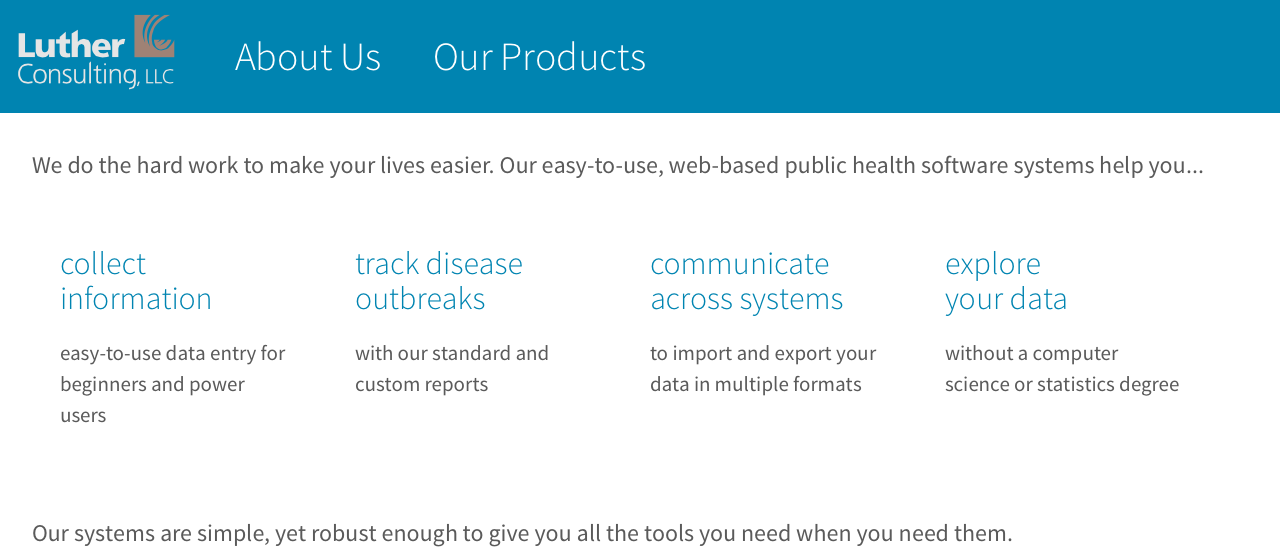 Luther
Consulting, LLC
About Us
Our Products
We do the hard work to make your lives easier. Our easy-to-use, web-based public health software systems help you...
collect
information
easy-to-use data entry for
beginners and power
users
track disease
outbreaks
with our standard and
custom reports
communicate
across systems
to import and export your
data in multiple formats
explore
your data
without a computer
science or statistics degree
Our systems are simple, yet robust enough to give you all the tools you need when you need them.